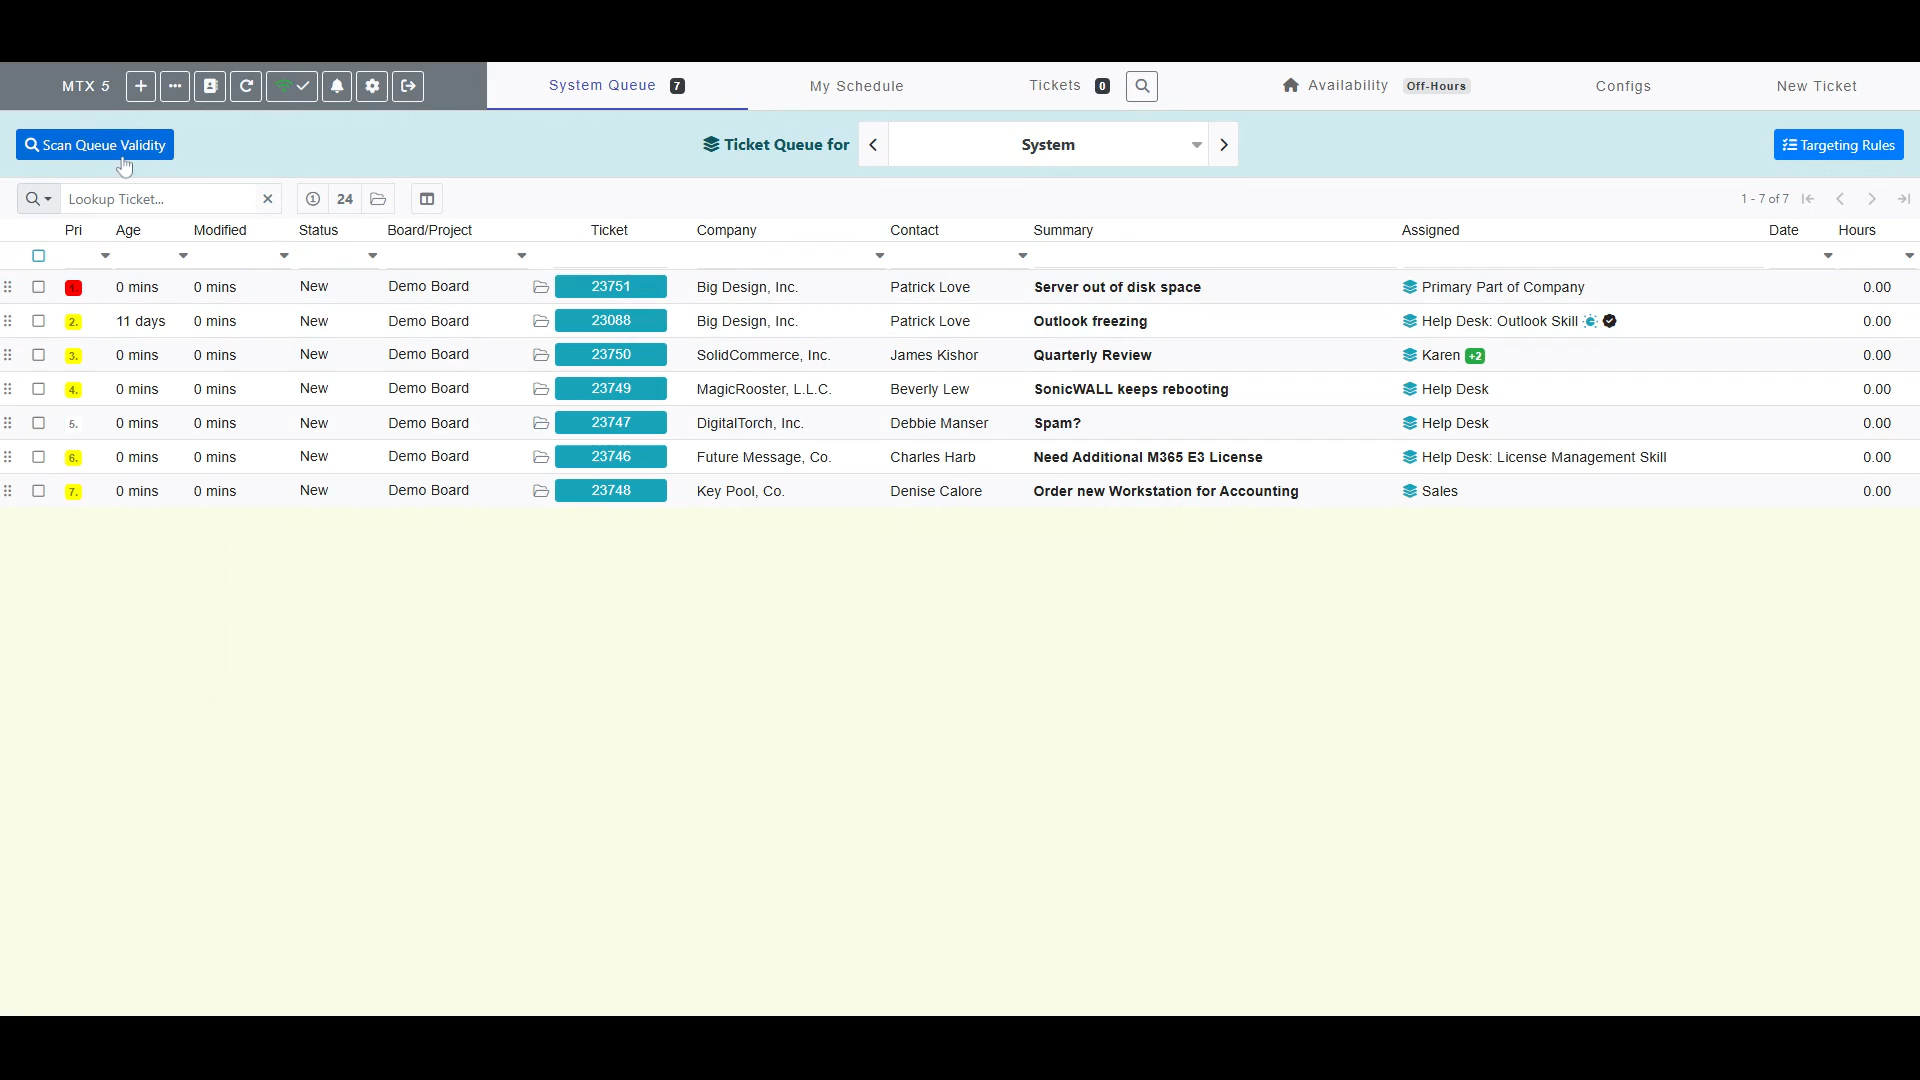 MTX 5 System Queue 7 My Schedule Tickets 0 Availability Off-Hours Configs New Ticket
Scan Queue Validity Ticket Queue for System Targeting Rules
Lookup Ticket... 24 1 - 7 of 7
Pri Age Modified Status Board/Project Ticket Company Contact Summary Assigned Date Hours
1. 0 mins 0 mins New Demo Board 23751 Big Design, Inc. Patrick Love Server out of disk space Primary Part of Company 0.00
2. 11 days 0 mins New Demo Board 23088 Big Design, Inc. Patrick Love Outlook freezing Help Desk: Outlook Skill 0.00
3. 0 mins 0 mins New Demo Board 23750 SolidCommerce, Inc. James Kishor Quarterly Review Karen +2 0.00
4. 0 mins 0 mins New Demo Board 23749 MagicRooster, L.L.C. Beverly Lew SonicWALL keeps rebooting Help Desk 0.00
5. 0 mins 0 mins New Demo Board 23747 DigitalTorch, Inc. Debbie Manser Spam? Help Desk 0.00
6. 0 mins 0 mins New Demo Board 23746 Future Message, Co. Charles Harb Need Additional M365 E3 License Help Desk: License Management Skill 0.00
7. 0 mins 0 mins New Demo Board 23748 Key Pool, Co. Denise Calore Order new Workstation for Accounting Sales 0.00